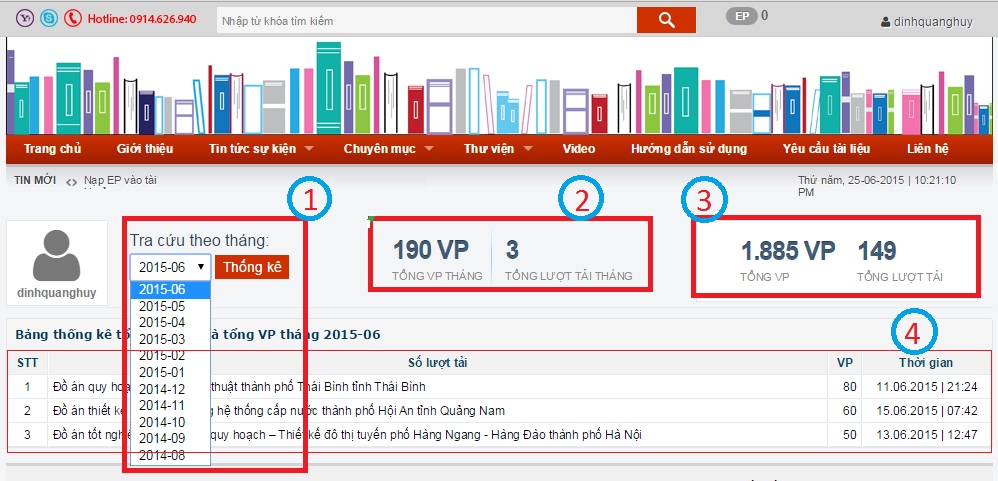 Hotline: 0914.626.940
Nhập từ khóa tìm kiếm
EP 0
dinhquanghuy
Trang chủ Giới thiệu Tin tức sự kiện Chuyên mục Thư viện Video Hướng dẫn sử dụng Yêu cầu tài liệu Liên hệ
TIN MỚI Nạp EP vào tài
Thứ năm, 25-06-2015 | 10:21:10
PM
1
2
3
dinhquanghuy
Tra cứu theo tháng:
2015-06 Thống kê
2015-06
2015-05
2015-04
2015-03
2015-02
2015-01
2014-12
2014-11
2014-10
2014-09
2014-08
190 VP 3
TỔNG VP THÁNG TỔNG LƯỢT TẢI THÁNG
1.885 VP 149
TỔNG VP TỔNG LƯỢT TẢI
4
Bảng thống kê tổ à tổng VP tháng 2015-06
STT Số lượt tải VP Thời gian
1 Đồ án quy hoạ thuật thành phố Thái Bình tỉnh Thái Bình 80 11.06.2015 | 21:24
2 Đồ án thiết kế ng hệ thống cấp nước thành phố Hội An tỉnh Quảng Nam 60 15.06.2015 | 07:42
3 Đồ án tốt nghiệ quy hoạch – Thiết kế đô thị tuyến phố Hàng Ngang - Hàng Đào thành phố Hà Nội 50 13.06.2015 | 12:47